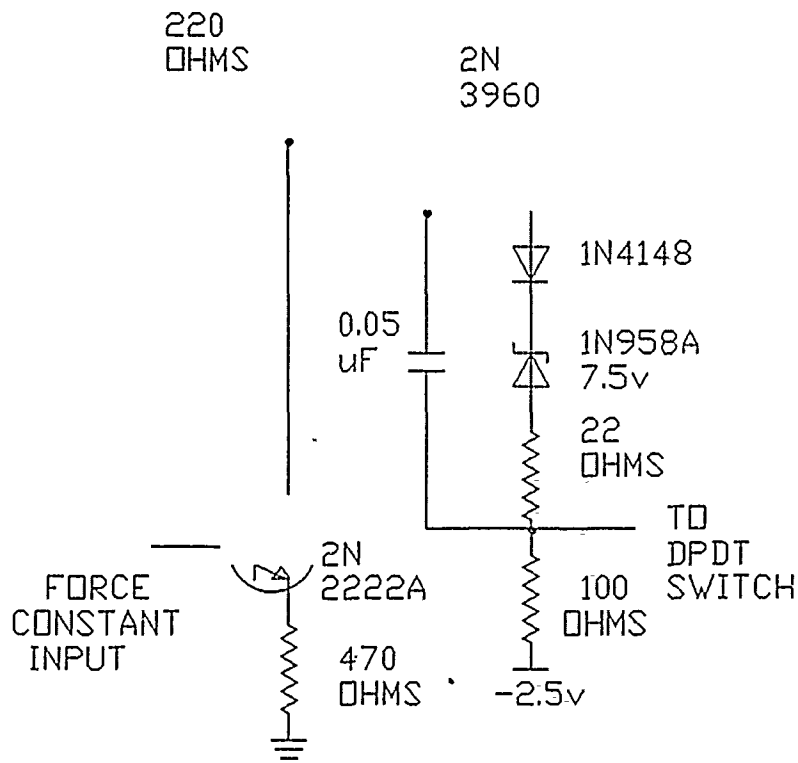 220
OHMS
2N
3960
1N4148
0.05
uF
1N958A
7.5v
22
OHMS
TO
DPDT
SWITCH
2N
2222A
FORCE
CONSTANT
INPUT
100
OHMS
470
OHMS
-2.5v